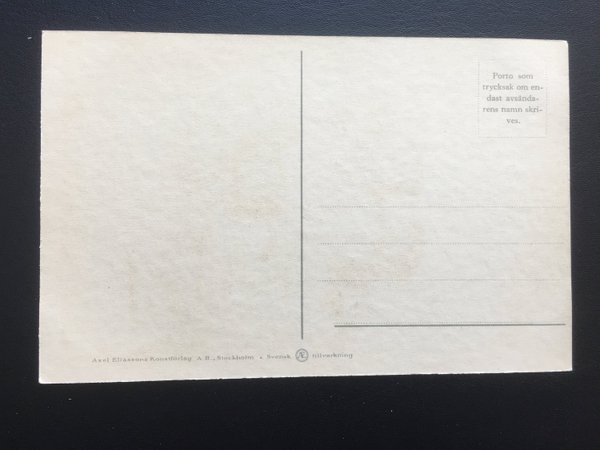 Porto som
trycksak om en-
dast avsända-
rens namn skri-
ves.
Axel Eliassons Konstförlag A.B., Stockholm • Svensk Æ tillverkning